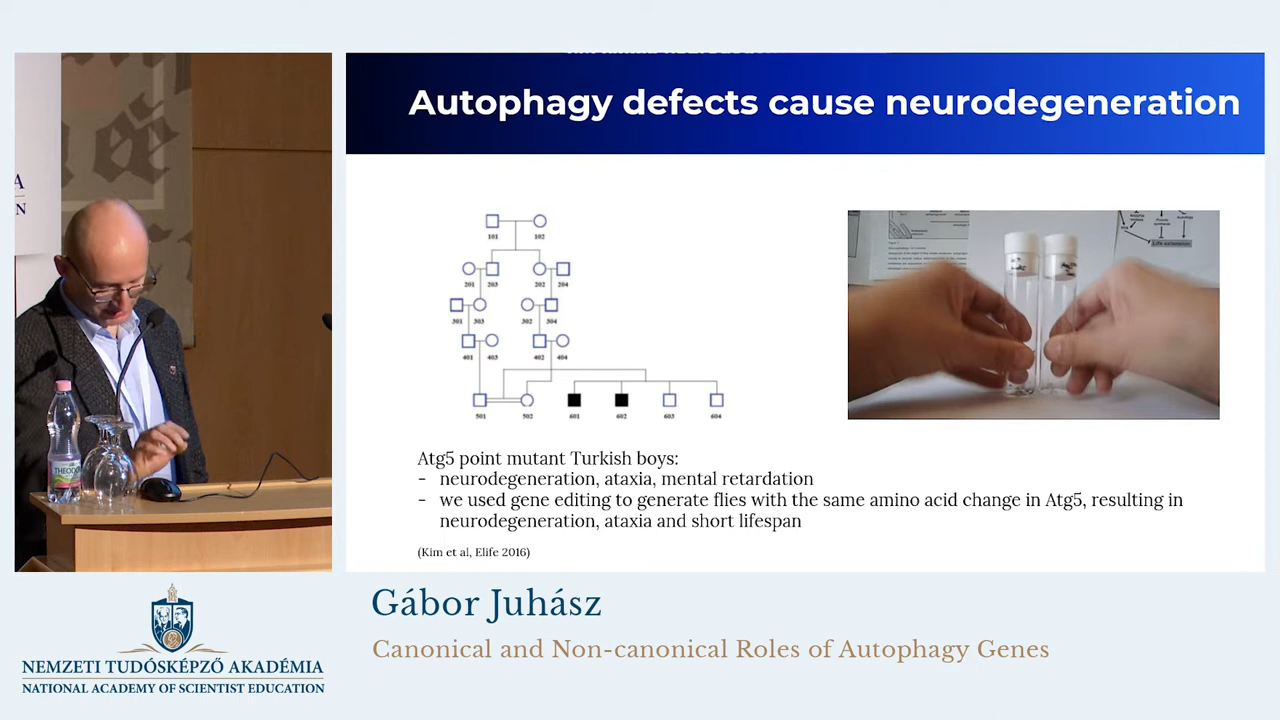 Autophagy defects cause neurodegeneration
A
N
101 102
201 203 202 204
301 303 302 304
401 403 402 404
501 502 601 602 603 604
Life extension
THEODORA
Atg5 point mutant Turkish boys:
- neurodegeneration, ataxia, mental retardation
- we used gene editing to generate flies with the same amino acid change in Atg5, resulting in
neurodegeneration, ataxia and short lifespan
(Kim et al, Elife 2016)
Gábor Juhász
Canonical and Non-canonical Roles of Autophagy Genes
NEMZETI TUDÓSKÉPZŐ AKADÉMIA
NATIONAL ACADEMY OF SCIENTIST EDUCATION